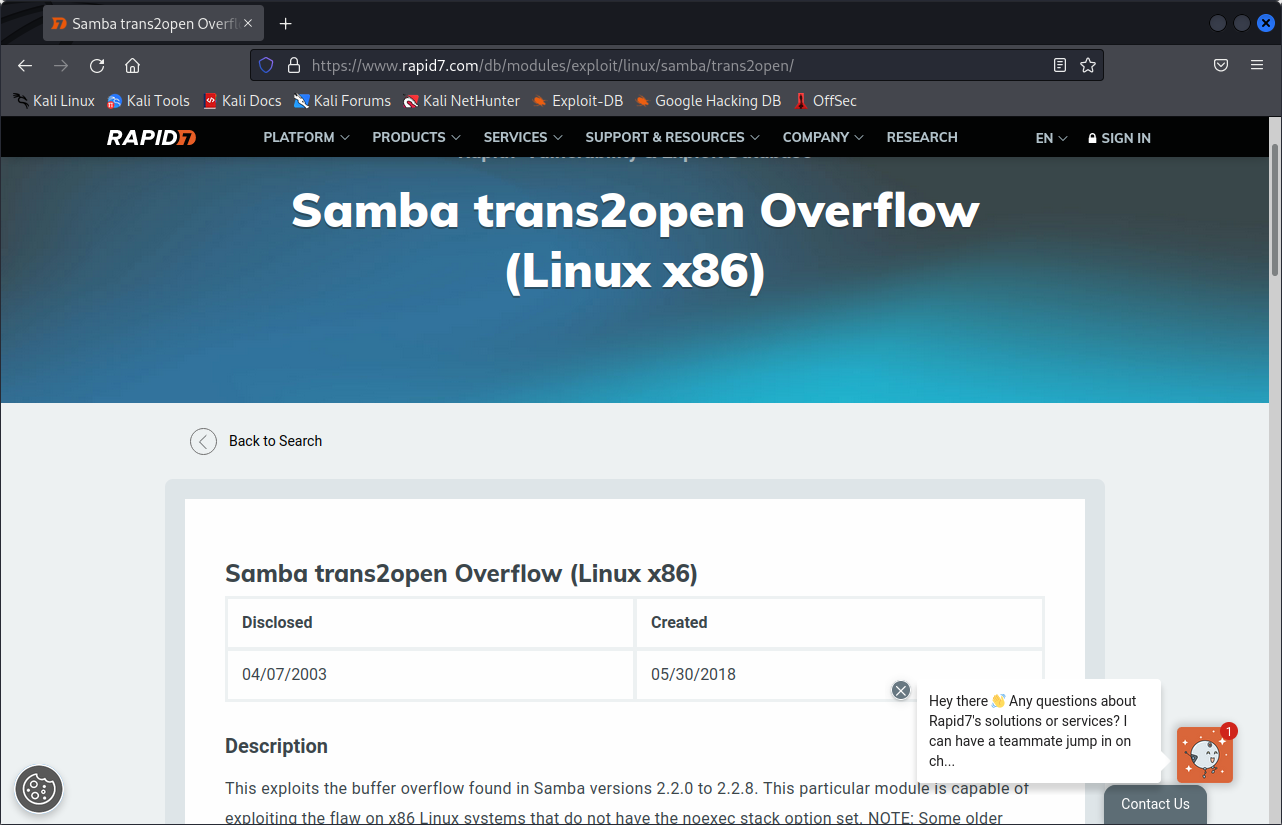 Samba trans2open Overfl
https://www.rapid7.com/db/modules/exploit/linux/samba/trans2open/
Kali Linux Kali Tools Kali Docs Kali Forums Kali NetHunter Exploit-DB Google Hacking DB OffSec
RAPID7 PLATFORM PRODUCTS SERVICES SUPPORT & RESOURCES COMPANY RESEARCH EN SIGN IN
Rapid7 Vulnerability & Exploit Database
Samba trans2open Overflow
(Linux x86)
Back to Search
Samba trans2open Overflow (Linux x86)
Disclosed Created
04/07/2003 05/30/2018
Hey there 👋 Any questions about
Rapid7's solutions or services? I
can have a teammate jump in on
ch...
1
Description
This exploits the buffer overflow found in Samba versions 2.2.0 to 2.2.8. This particular module is capable of
Contact Us
exploiting the flaw on x86 Linux systems that do not have the noexec stack option set. NOTE: Some older